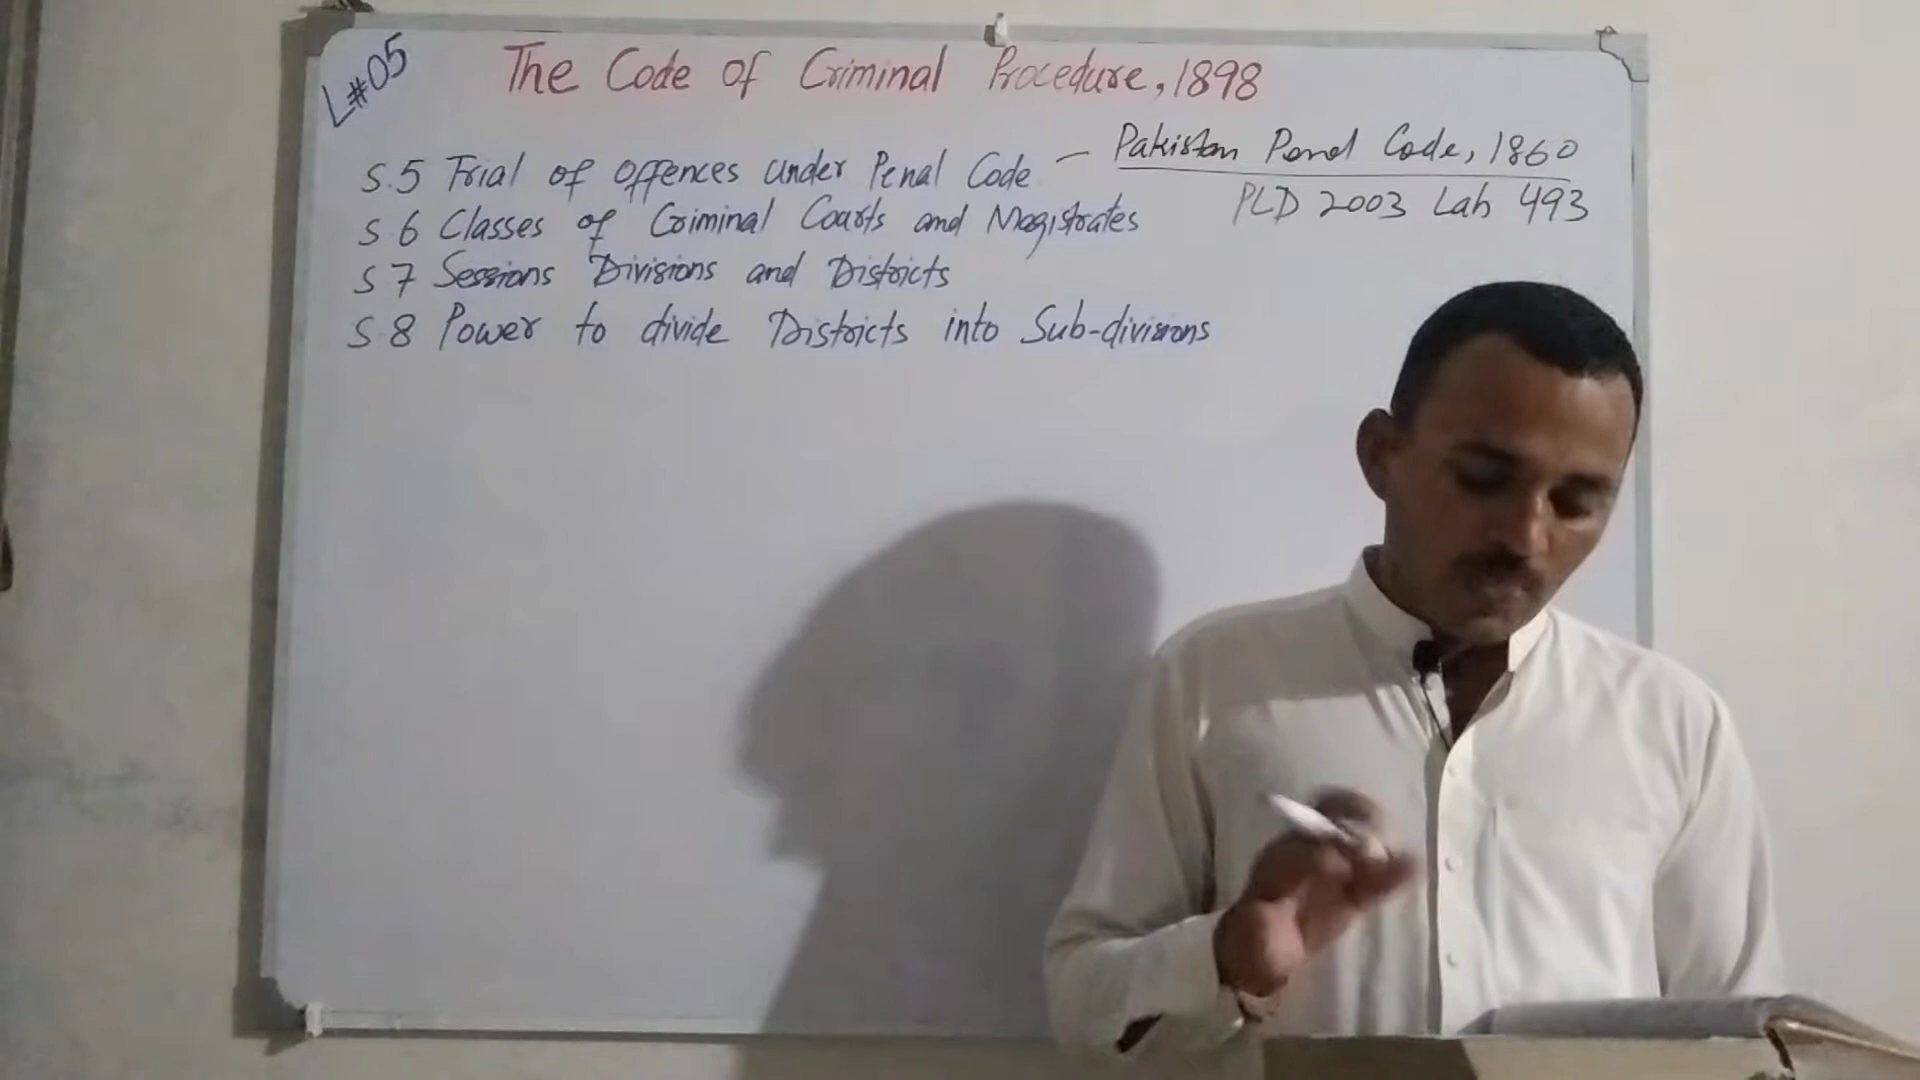 L#05
The Code of Criminal Procedure, 1898
S.5 Trial of Offences Under Penal Code — Pakistan Penal Code, 1860
PLD 2003 Lah 493
S 6 Classes of Criminal Courts and Magistrates
S 7 Sessions Divisions and Districts
S 8 Power to divide Districts into Sub-divisions